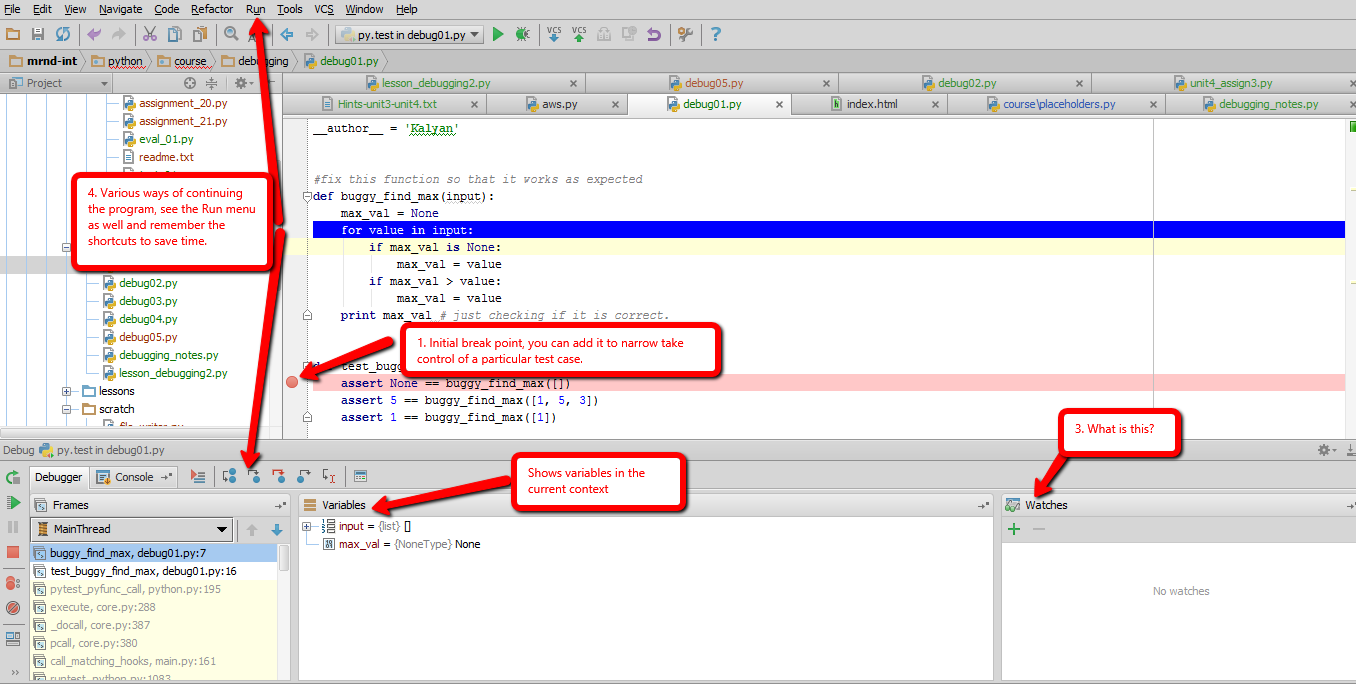 File Edit View Navigate Code Refactor Run Tools VCS Window Help
py.test in debug01.py VCS VCS ?
mrnd-int python course debugging debug01.py
Project
lesson_debugging2.py debug05.py debug02.py unit4_assign3.py
Hints-unit3-unit4.txt aws.py debug01.py index.html course\placeholders.py debugging_notes.py
assignment_20.py
assignment_21.py
eval_01.py
readme.txt
4. Various ways of continuing
the program, see the Run menu
as well and remember the
shortcuts to save time.
debug02.py
debug03.py
debug04.py
debug05.py
debugging_notes.py
lesson_debugging2.py
lessons
scratch
__author__ = 'Kalyan'
#fix this function so that it works as expected
def buggy_find_max(input):
max_val = None
for value in input:
if max_val is None:
max_val = value
if max_val > value:
max_val = value
print max_val # just checking if it is correct.
1. Initial break point, you can add it to narrow take
control of a particular test case.
assert None == buggy_find_max([])
assert 5 == buggy_find_max([1, 5, 3])
assert 1 == buggy_find_max([1])
3. What is this?
Debug py.test in debug01.py
Debugger Console
Shows variables in the
current context
Frames
MainThread
buggy_find_max, debug01.py:7
test_buggy_find_max, debug01.py:16
pytest_pyfunc_call, python.py:195
execute, core.py:288
_docall, core.py:387
pcall, core.py:380
call_matching_hooks, main.py:161
runtest, python.py:1083
Variables
input = {list} []
max_val = {NoneType} None
Watches
No watches